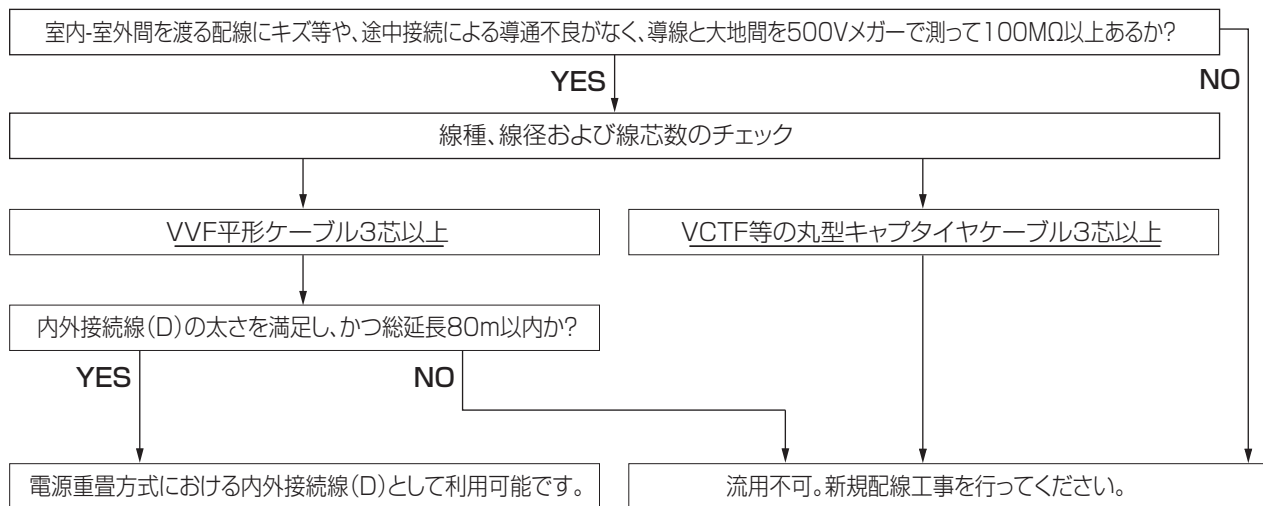 室内-室外間を渡る配線にキズ等や、途中接続による導通不良がなく、導線と大地間を500Vメガーで測って100MΩ以上あるか?
YES
NO
線種、線径および線芯数のチェック
VVF平形ケーブル3芯以上
VCTF等の丸型キャプタイヤケーブル3芯以上
内外接続線(D)の太さを満足し、かつ総延長80m以内か?
YES
NO
電源重畳方式における内外接続線(D)として利用可能です。
流用不可。新規配線工事を行ってください。